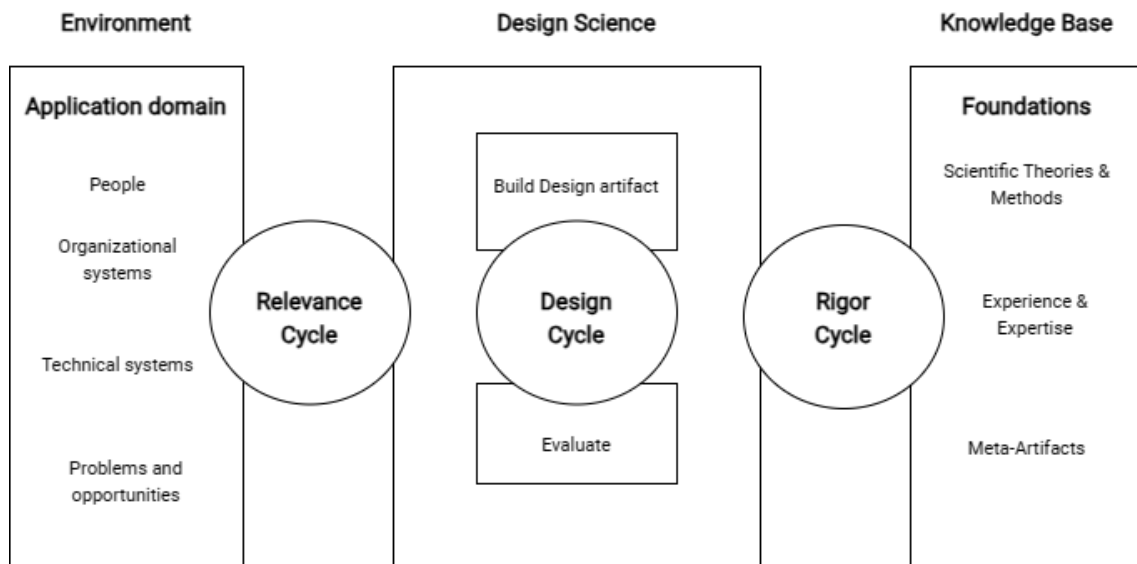 Environment
Design Science
Knowledge Base
Application domain
People
Organizational
systems
Technical systems
Problems and
opportunities
Relevance
Cycle
Build Design artifact
Design
Cycle
Evaluate
Rigor
Cycle
Foundations
Scientific Theories &
Methods
Experience &
Expertise
Meta-Artifacts